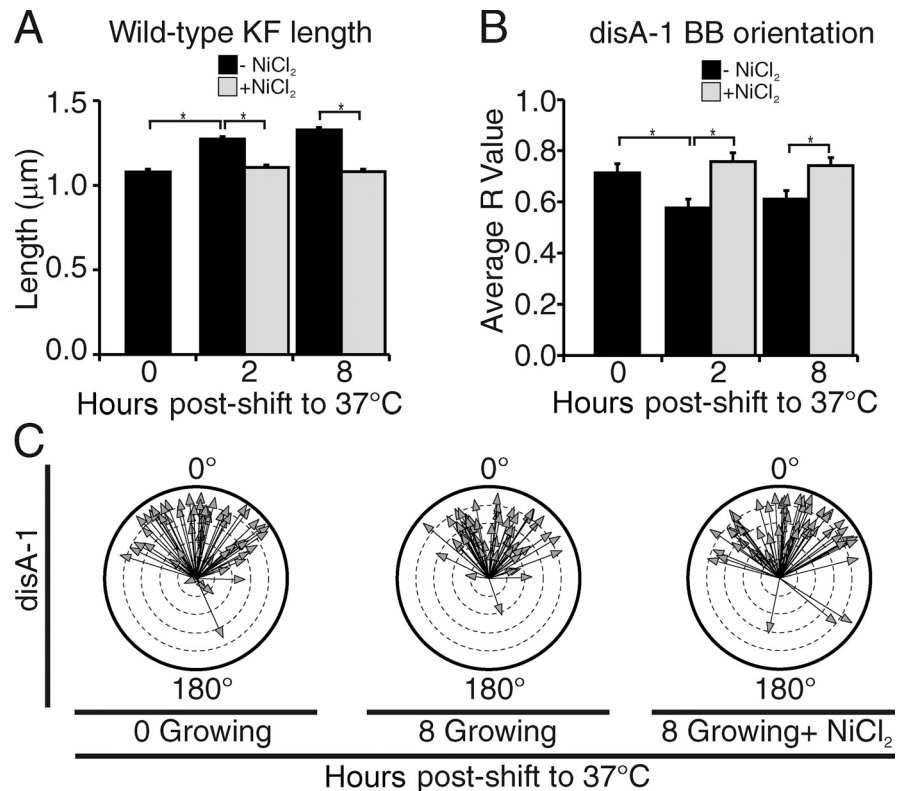 A
Wild-type KF length
- NiCl₂
+NiCl₂
Length (μm)
1.5
1.0
0.5
0.0
* * *
0 2 8
Hours post-shift to 37°C
B
disA-1 BB orientation
- NiCl₂
+NiCl₂
Average R Value
1.0
0.8
0.6
0.4
0.2
0.0
* * *
0 2 8
Hours post-shift to 37°C
C
disA-1
0° 0° 0°
180° 180° 180°
0 Growing 8 Growing 8 Growing+ NiCl₂
Hours post-shift to 37°C